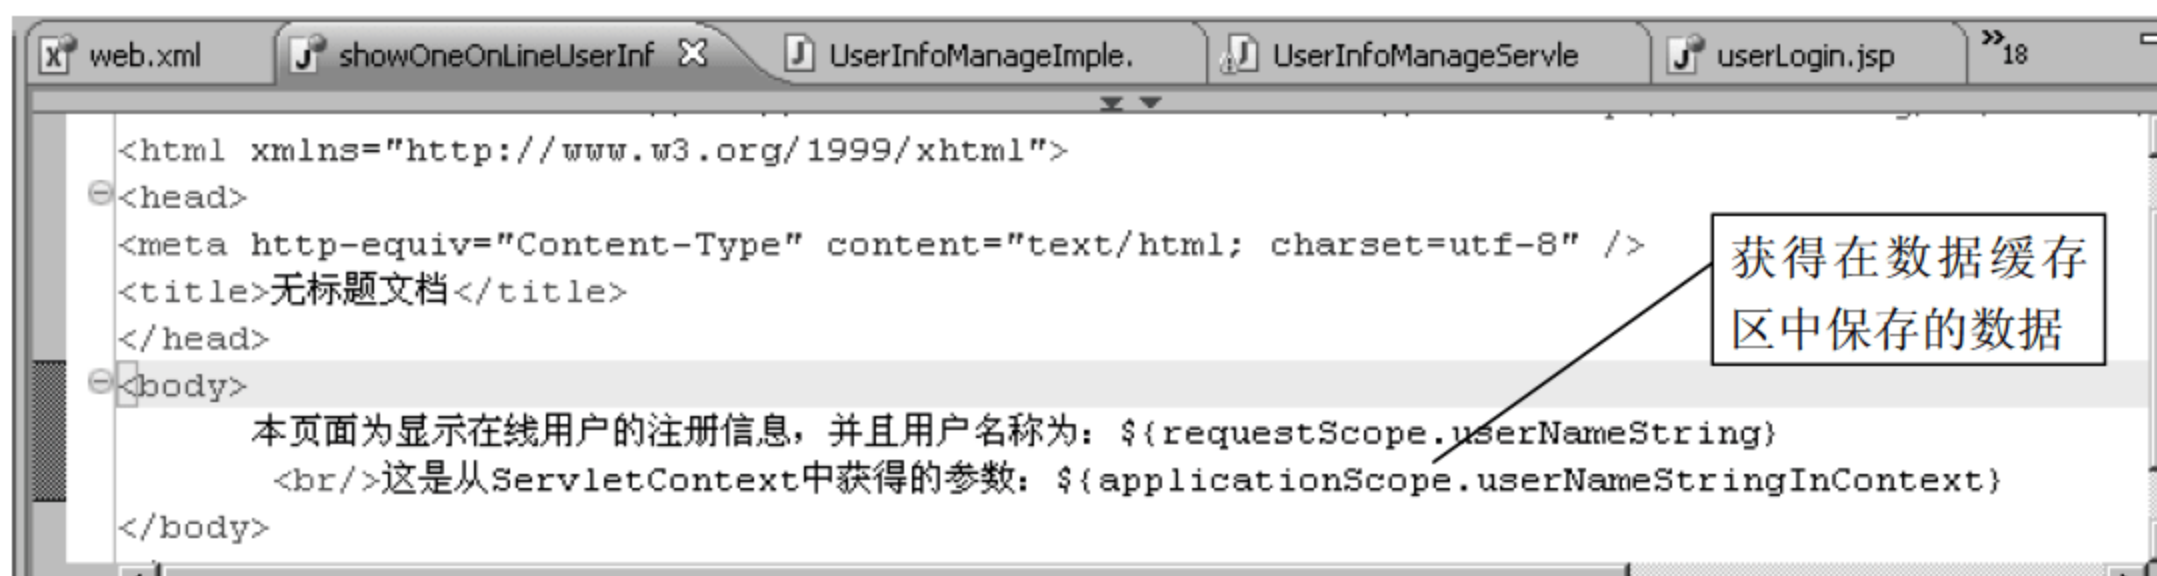 web.xml
showOneOnLineUserInf
UserInfoManageImple.
UserInfoManageServle
userLogin.jsp
»18
<html xmlns="http://www.w3.org/1999/xhtml">
<head>
<meta http-equiv="Content-Type" content="text/html; charset=utf-8" />
<title>无标题文档</title>
</head>
<body>
本页面为显示在线用户的注册信息，并且用户名称为：${requestScope.userNameString}
<br/>这是从ServletContext中获得的参数：${applicationScope.userNameStringInContext}
</body>
获得在数据缓存
区中保存的数据